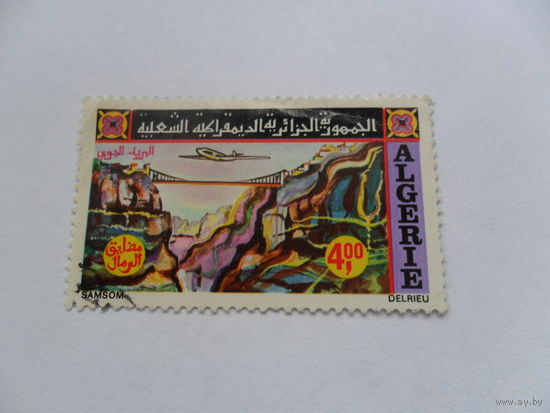 الجمهورية الجزائرية الديمقراطية الشعبية
البريد الجوي
ALGERIE
مضايق
الرمال
4,00
SAMSOM
DELRIEU
www.ay.by